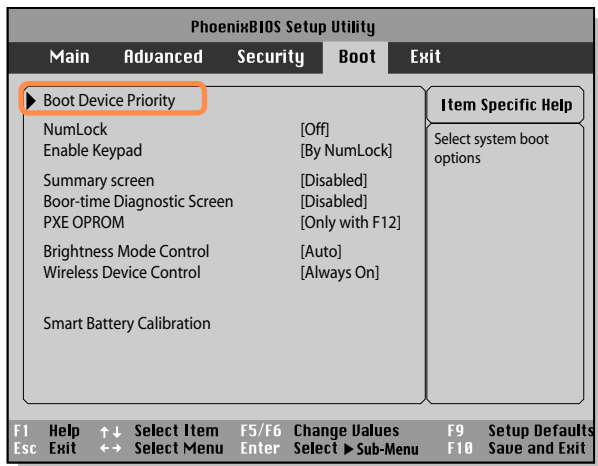 PhoenixBIOS Setup Utility
Main Advanced Security Boot Exit
Boot Device Priority
NumLock [Off]
Enable Keypad [By NumLock]
Summary screen [Disabled]
Boor-time Diagnostic Screen [Disabled]
PXE OPROM [Only with F12]
Brightness Mode Control [Auto]
Wireless Device Control [Always On]
Smart Battery Calibration
Item Specific Help
Select system boot
options
F1 Help ↑↓ Select Item F5/F6 Change Values F9 Setup Defaults
Esc Exit ←→ Select Menu Enter Select ▶ Sub-Menu F10 Save and Exit